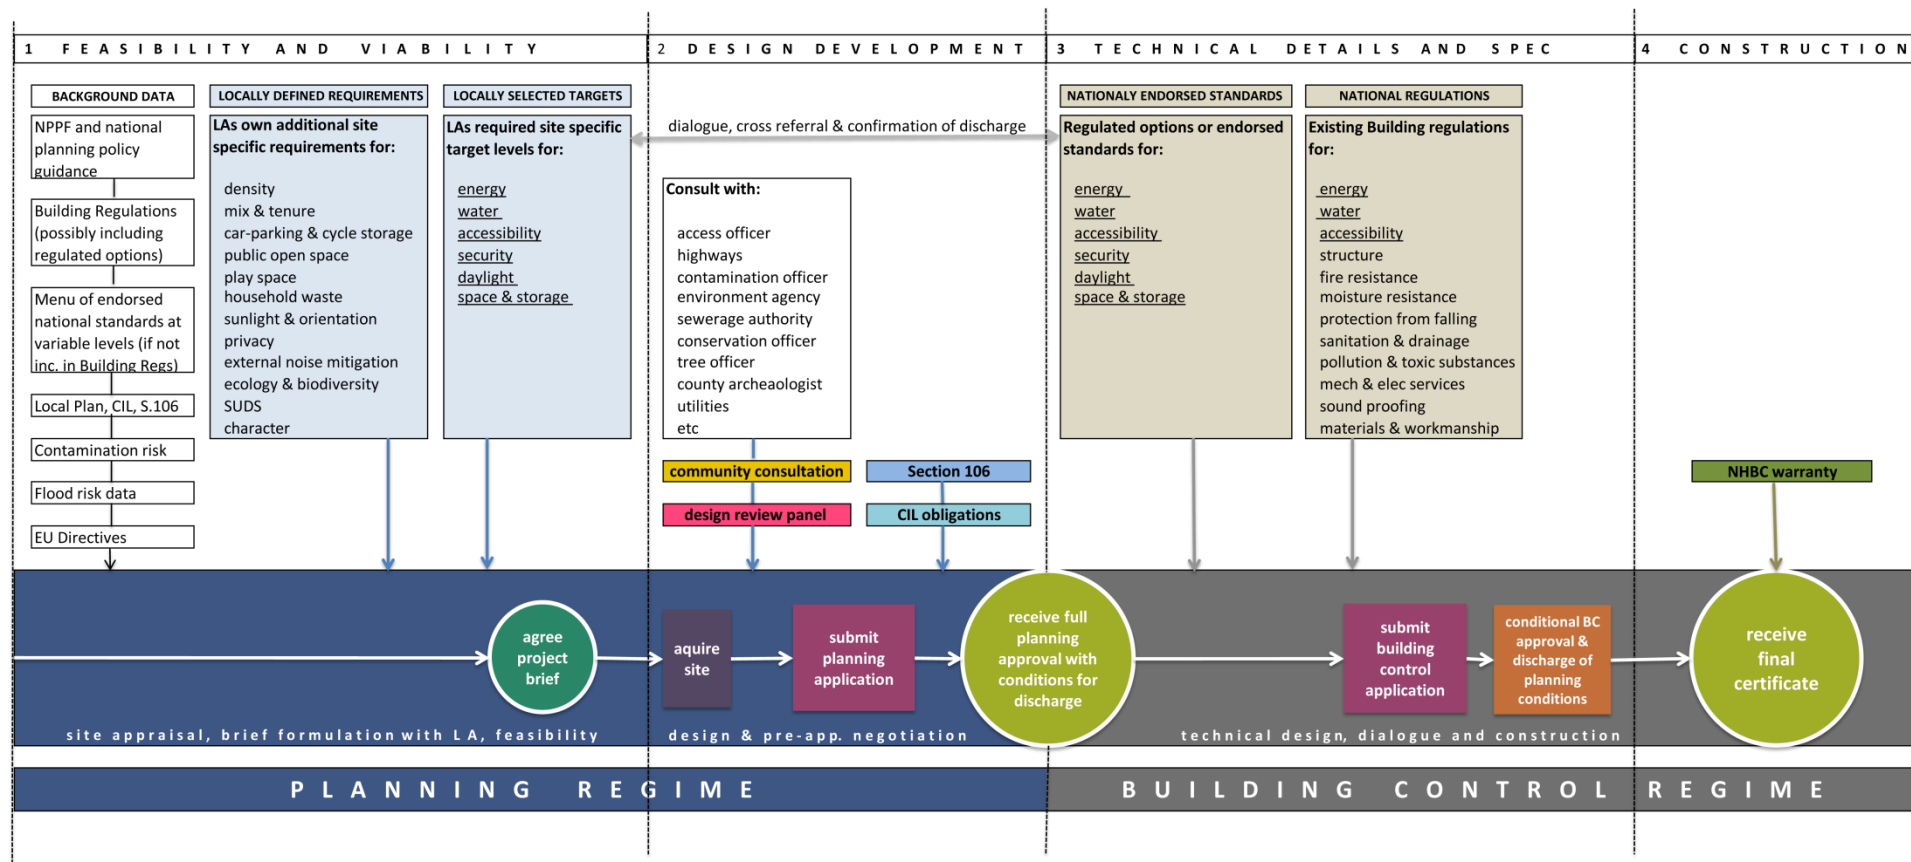 1 FEASIBILITY AND VIABILITY
2 DESIGN DEVELOPMENT
3 TECHNICAL DETAILS AND SPEC
4 CONSTRUCTION
BACKGROUND DATA
NPPF and national
planning policy
guidance
Building Regulations
(possibly including
regulated options)
Menu of endorsed
national standards at
variable levels (if not
inc. in Building Regs)
Local Plan, CIL, S.106
Contamination risk
Flood risk data
EU Directives
LOCALLY DEFINED REQUIREMENTS
LAs own additional site
specific requirements for:
density
mix & tenure
car-parking & cycle storage
public open space
play space
household waste
sunlight & orientation
privacy
external noise mitigation
ecology & biodiversity
SUDS
character
LOCALLY SELECTED TARGETS
LAs required site specific
target levels for:
energy
water
accessibility
security
daylight
space & storage
dialogue, cross referral & confirmation of discharge
Consult with:
access officer
highways
contamination officer
environment agency
sewerage authority
conservation officer
tree officer
county archeaologist
utilities
etc
community consultation
design review panel
Section 106
CIL obligations
NATIONALY ENDORSED STANDARDS
Regulated options or endorsed
standards for:
energy
water
accessibility
security
daylight
space & storage
NATIONAL REGULATIONS
Existing Building regulations
for:
energy
water
accessibility
structure
fire resistance
moisture resistance
protection from falling
sanitation & drainage
pollution & toxic substances
mech & elec services
sound proofing
materials & workmanship
NHBC warranty
agree
project
brief
aquire
site
submit
planning
application
receive full
planning
approval with
conditions for
discharge
submit
building
control
application
conditional BC
approval &
discharge of
planning
conditions
receive
final
certificate
site appraisal, brief formulation with LA, feasibility
design & pre-app. negotiation
technical design, dialogue and construction
PLANNING REGIME
BUILDING CONTROL REGIME